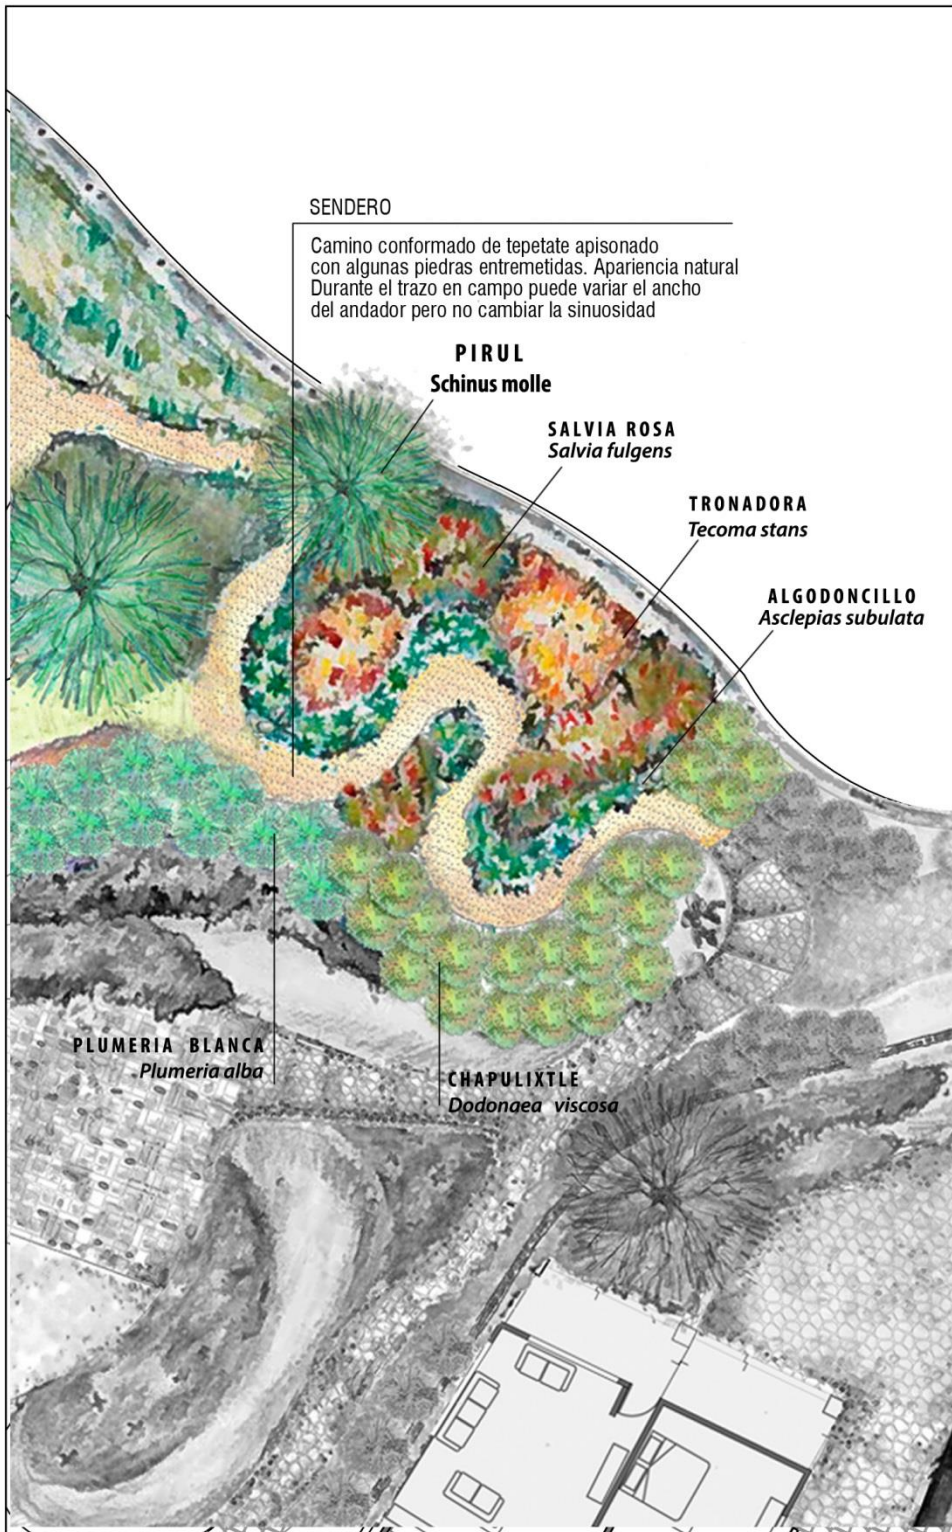 SENDERO
Camino conformado de tepetate apisonado
con algunas piedras entremetidas. Apariencia natural
Durante el trazo en campo puede variar el ancho
del andador pero no cambiar la sinuosidad
PIRUL
Schinus molle
SALVIA ROSA
Salvia fulgens
TRONADORA
Tecoma stans
ALGODONCILLO
Asclepias subulata
PLUMERIA BLANCA
Plumeria alba
CHAPULIXTLE
Dodonaea viscosa